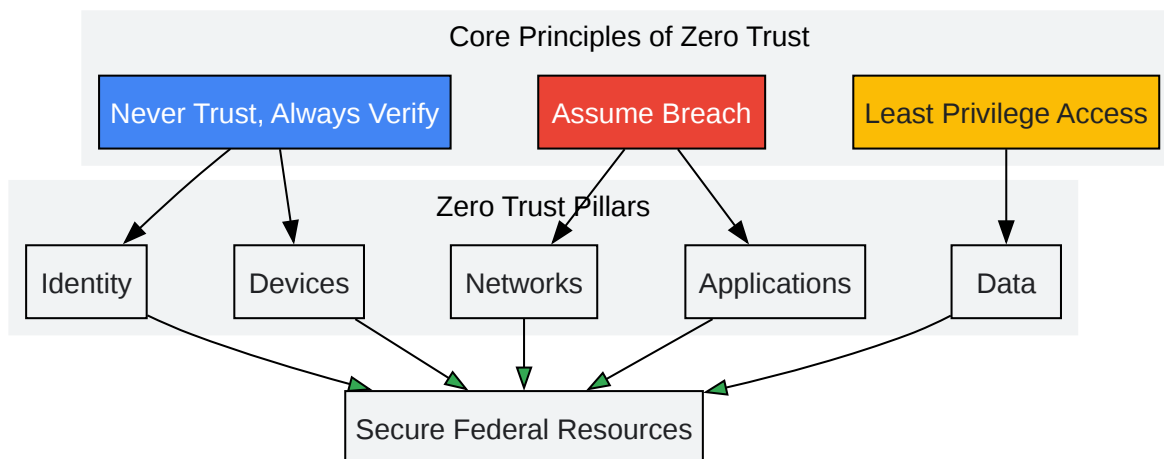 Core Principles of Zero Trust
Never Trust, Always Verify
Assume Breach
Least Privilege Access
Zero Trust Pillars
Identity
Devices
Networks
Applications
Data
Secure Federal Resources